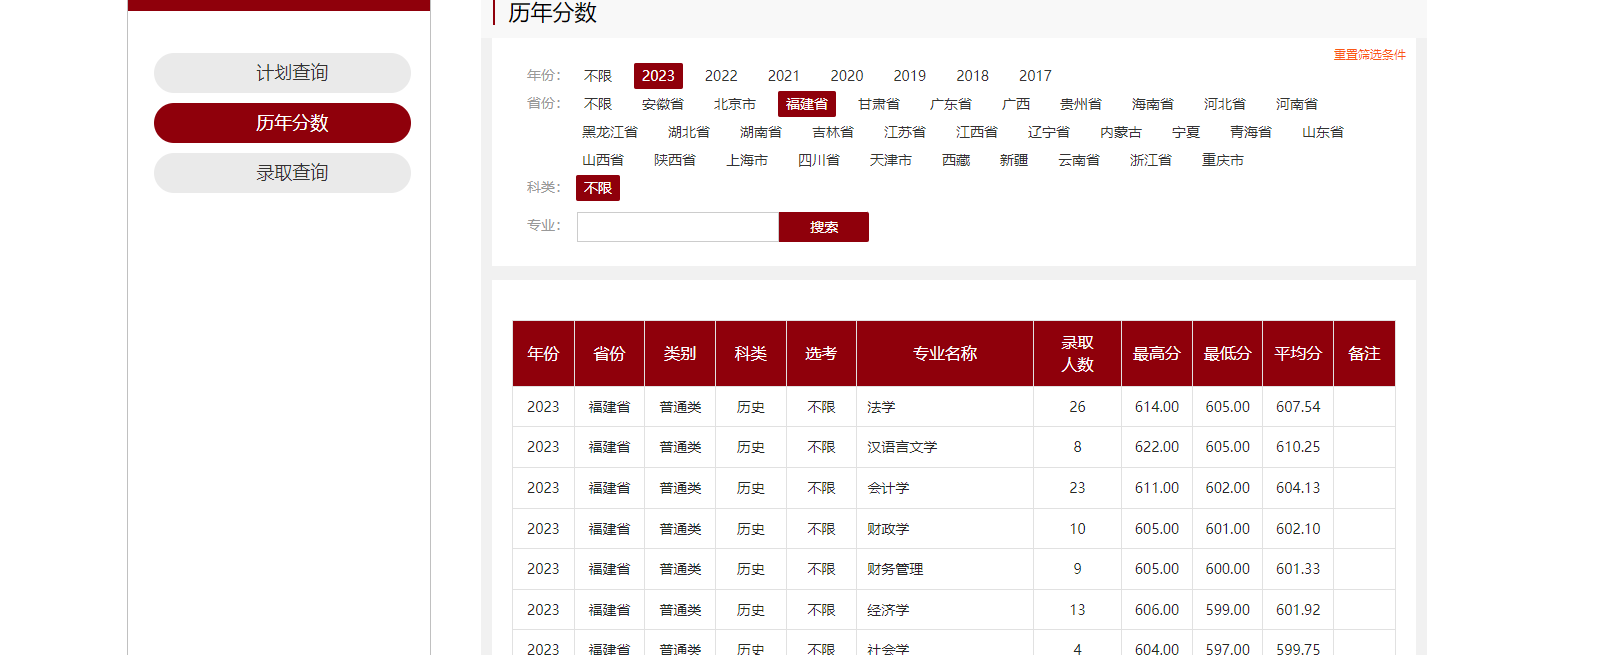 历年分数
计划查询
历年分数
录取查询
重置筛选条件
年份: 不限 2023 2022 2021 2020 2019 2018 2017
省份: 不限 安徽省 北京市 福建省 甘肃省 广东省 广西 贵州省 海南省 河北省 河南省
黑龙江省 湖北省 湖南省 吉林省 江苏省 江西省 辽宁省 内蒙古 宁夏 青海省 山东省
山西省 陕西省 上海市 四川省 天津市 西藏 新疆 云南省 浙江省 重庆市
科类: 不限
专业: 搜索
年份 省份 类别 科类 选考 专业名称 录取人数 最高分 最低分 平均分 备注
2023 福建省 普通类 历史 不限 法学 26 614.00 605.00 607.54
2023 福建省 普通类 历史 不限 汉语言文学 8 622.00 605.00 610.25
2023 福建省 普通类 历史 不限 会计学 23 611.00 602.00 604.13
2023 福建省 普通类 历史 不限 财政学 10 605.00 601.00 602.10
2023 福建省 普通类 历史 不限 财务管理 9 605.00 600.00 601.33
2023 福建省 普通类 历史 不限 经济学 13 606.00 599.00 601.92
2023 福建省 普通类 历史 不限 社会学 4 604.00 597.00 599.75